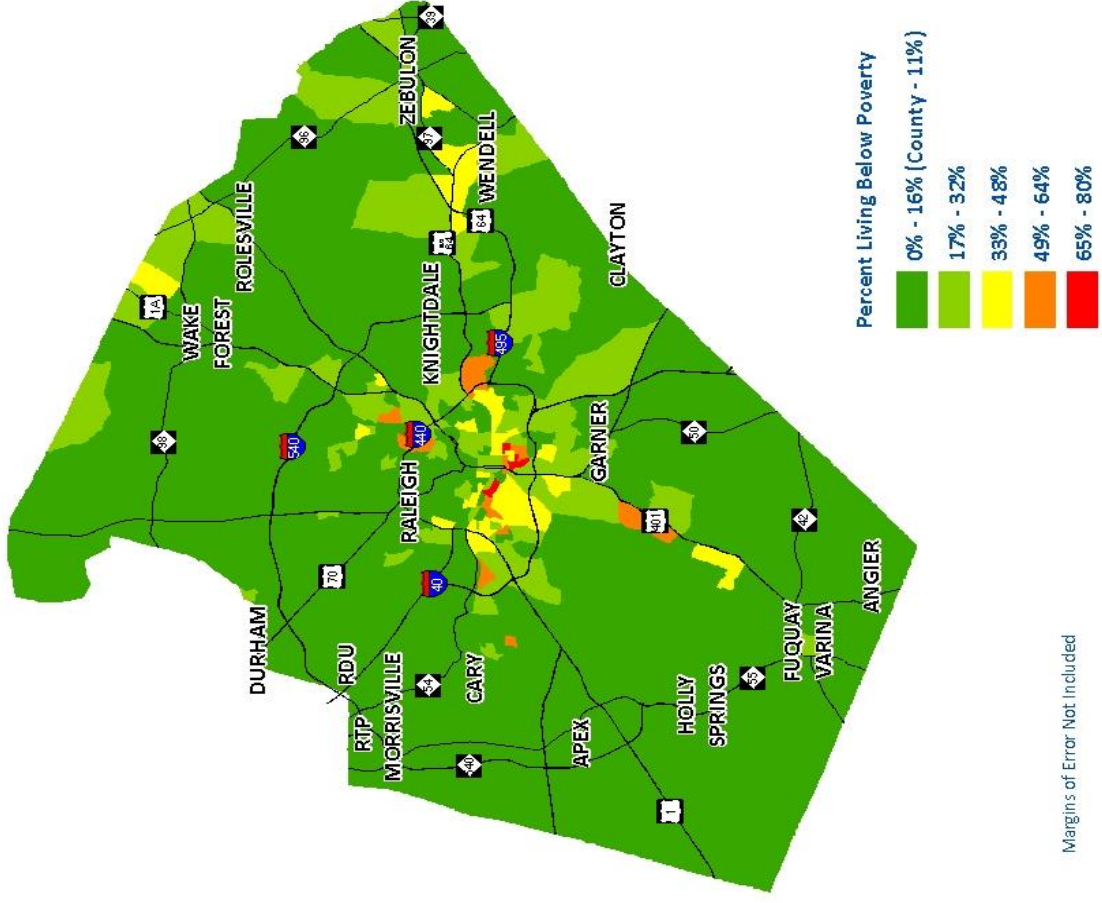 98
1A
WAKE
FOREST
ROLESVILLE
96
540
DURHAM
70
RDU
RTP
MORRISVILLE
54
40
RALEIGH
440
KNIGHTDALE
64
64
97
ZEBULON
39
WENDELL
495
CARY
540
APEX
1
HOLLY
SPRINGS
55
GARNER
401
50
CLAYTON
42
FUQUAY
VARINA
ANGIER
Percent Living Below Poverty
0% - 16% (County - 11%)
17% - 32%
33% - 48%
49% - 64%
65% - 80%
Margins of Error Not Included